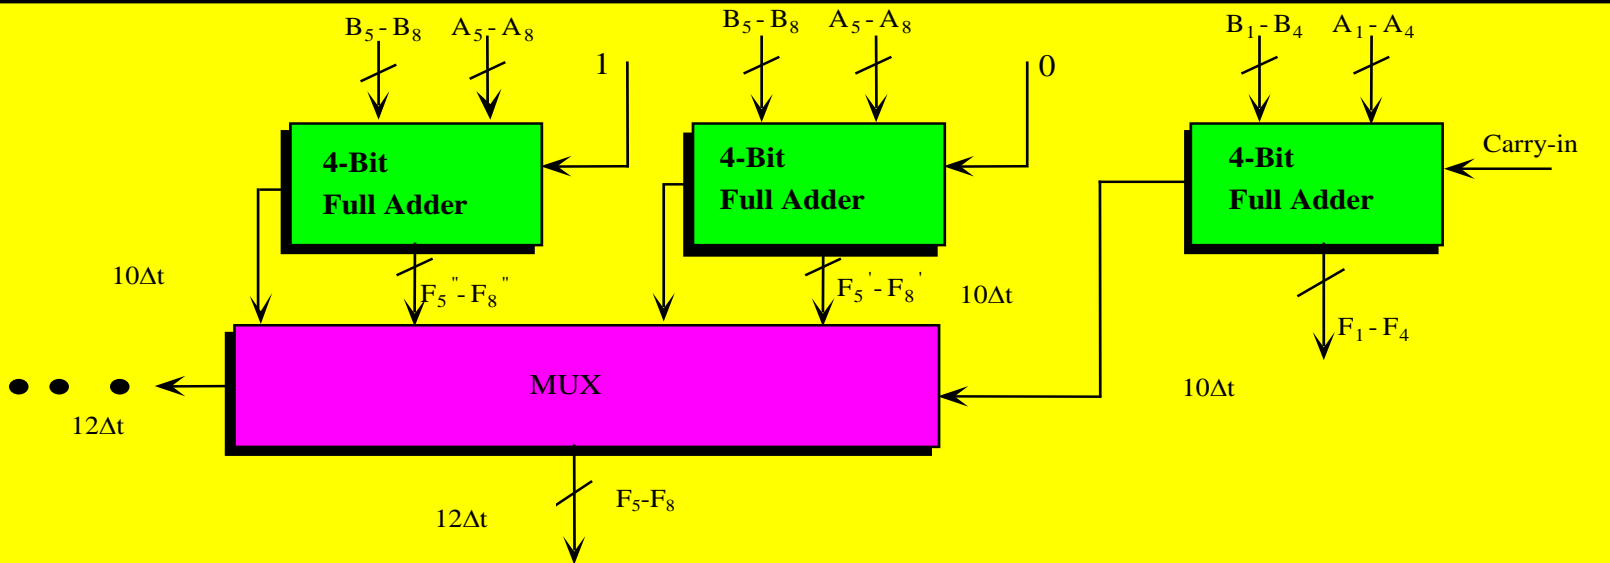 B₅ - B₈ A₅ - A₈ B₅ - B₈ A₅ - A₈ B₁ - B₄ A₁ - A₄
1 0
Carry-in
4-Bit
Full Adder
4-Bit
Full Adder
4-Bit
Full Adder
10Δt
F₅" - F₈"
F₅' - F₈'
10Δt
F₁ - F₄
MUX
10Δt
12Δt
12Δt
F₅-F₈